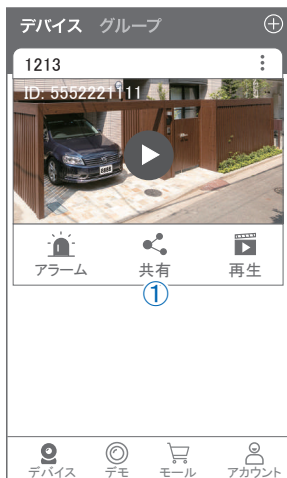 デバイス グループ
1213
ID: 5552221111
アラーム 共有 再生
①
デバイス デモ モール アカウント